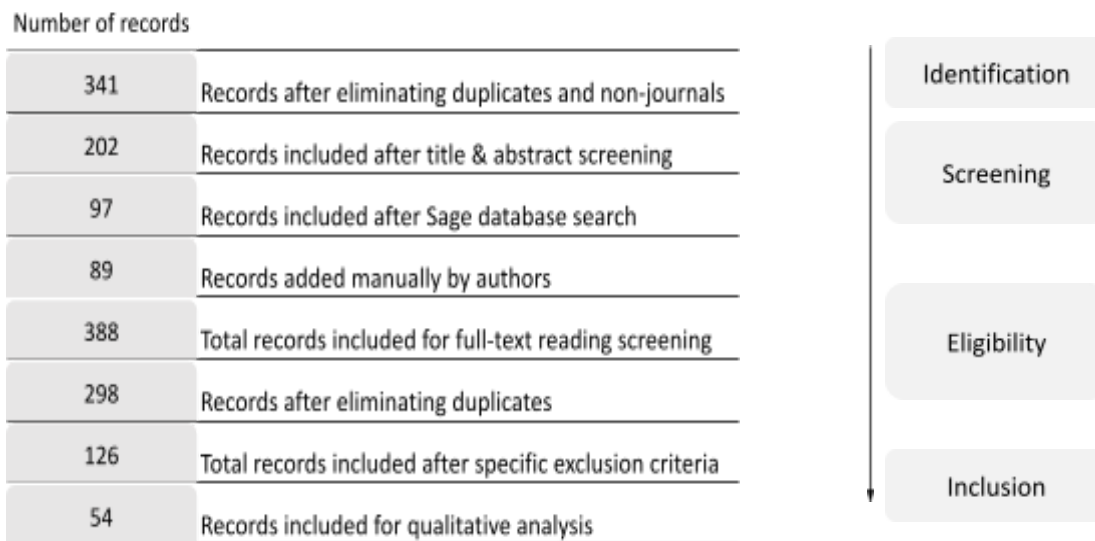 Number of records
341 Records after eliminating duplicates and non-journals
202 Records included after title & abstract screening
97 Records included after Sage database search
89 Records added manually by authors
388 Total records included for full-text reading screening
298 Records after eliminating duplicates
126 Total records included after specific exclusion criteria
54 Records included for qualitative analysis
Identification
Screening
Eligibility
Inclusion